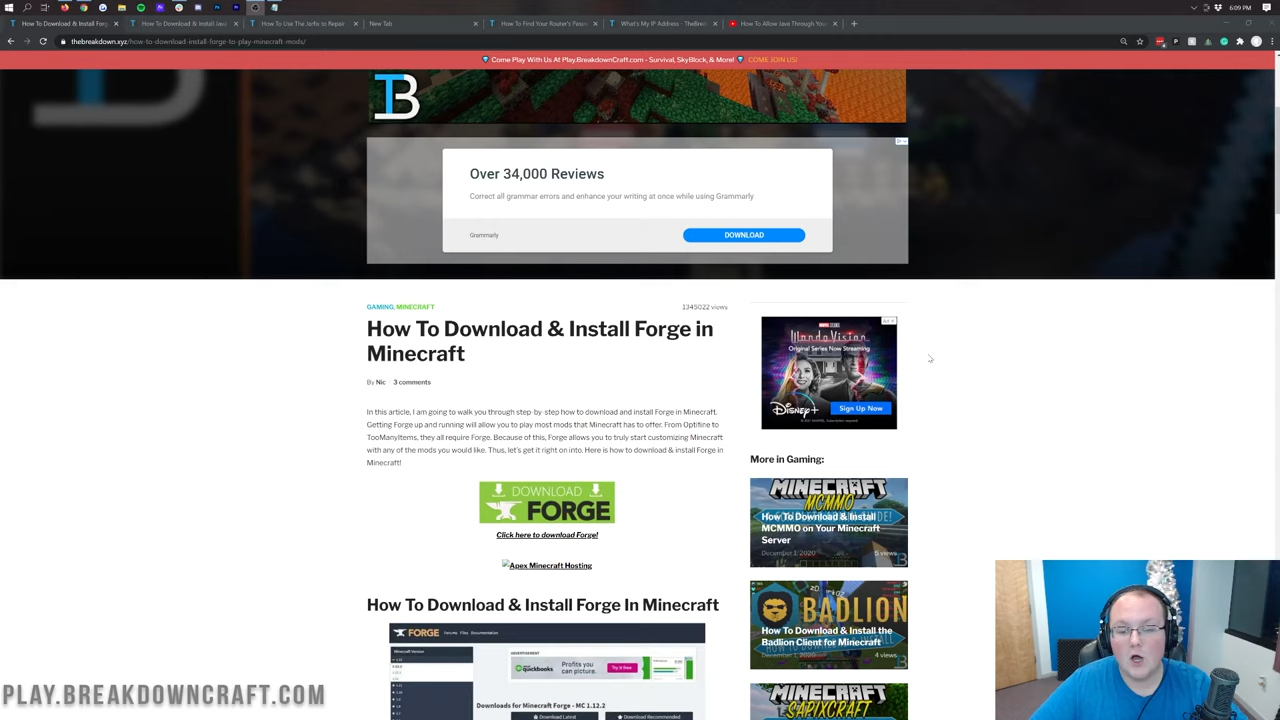 6:09 PM
How To Download & Install Forge
How To Download & Install Java
How To Use The Jarfix to Repair
New Tab
How To Find Your Router's Passw
What's My IP Address - TheBrea
How To Allow Java Through Your
thebreakdown.xyz/how-to-download-install-forge-to-play-minecraft-mods/
Come Play With Us At Play.BreakdownCraft.com - Survival, SkyBlock, & More! COME JOIN US!
TB
Over 34,000 Reviews
Correct all grammar errors and enhance your writing at once while using Grammarly
Grammarly
DOWNLOAD
GAMING, MINECRAFT
1345022 views
How To Download & Install Forge in
Minecraft
By Nic 3 comments
In this article, I am going to walk you through step-by-step how to download and install Forge in Minecraft.
Getting Forge up and running will allow you to play most mods that Minecraft has to offer. From Optifine to
TooManyItems, they all require Forge. Because of this, Forge allows you to truly start customizing Minecraft
with any of the mods you would like. Thus, let's get it right on into. Here is how to download & install Forge in
Minecraft!
DOWNLOAD
FORGE
Click here to download Forge!
Apex Minecraft Hosting
How To Download & Install Forge In Minecraft
FORGE
Forums Files Documentation
Minecraft Version
ADVERTISEMENT
quickbooks
Profits you
can picture.
Try it free
Downloads for Minecraft Forge - MC 1.12.2
Download Latest
Download Recommended
Ad
MARVEL STUDIOS
WandaVision
Original Series Now Streaming
Disney+
Sign Up Now
More in Gaming:
MINECRAFT
MCMMO
How To Download & Install
MCMMO on Your Minecraft
Server
December 1, 2020
5 views
BADLION
How To Download & Install the
Badlion Client for Minecraft
December 1, 2020
4 views
MINECRAFT
SAPIXCRAFT
PLAY.BREAKDOWNCRAFT.COM